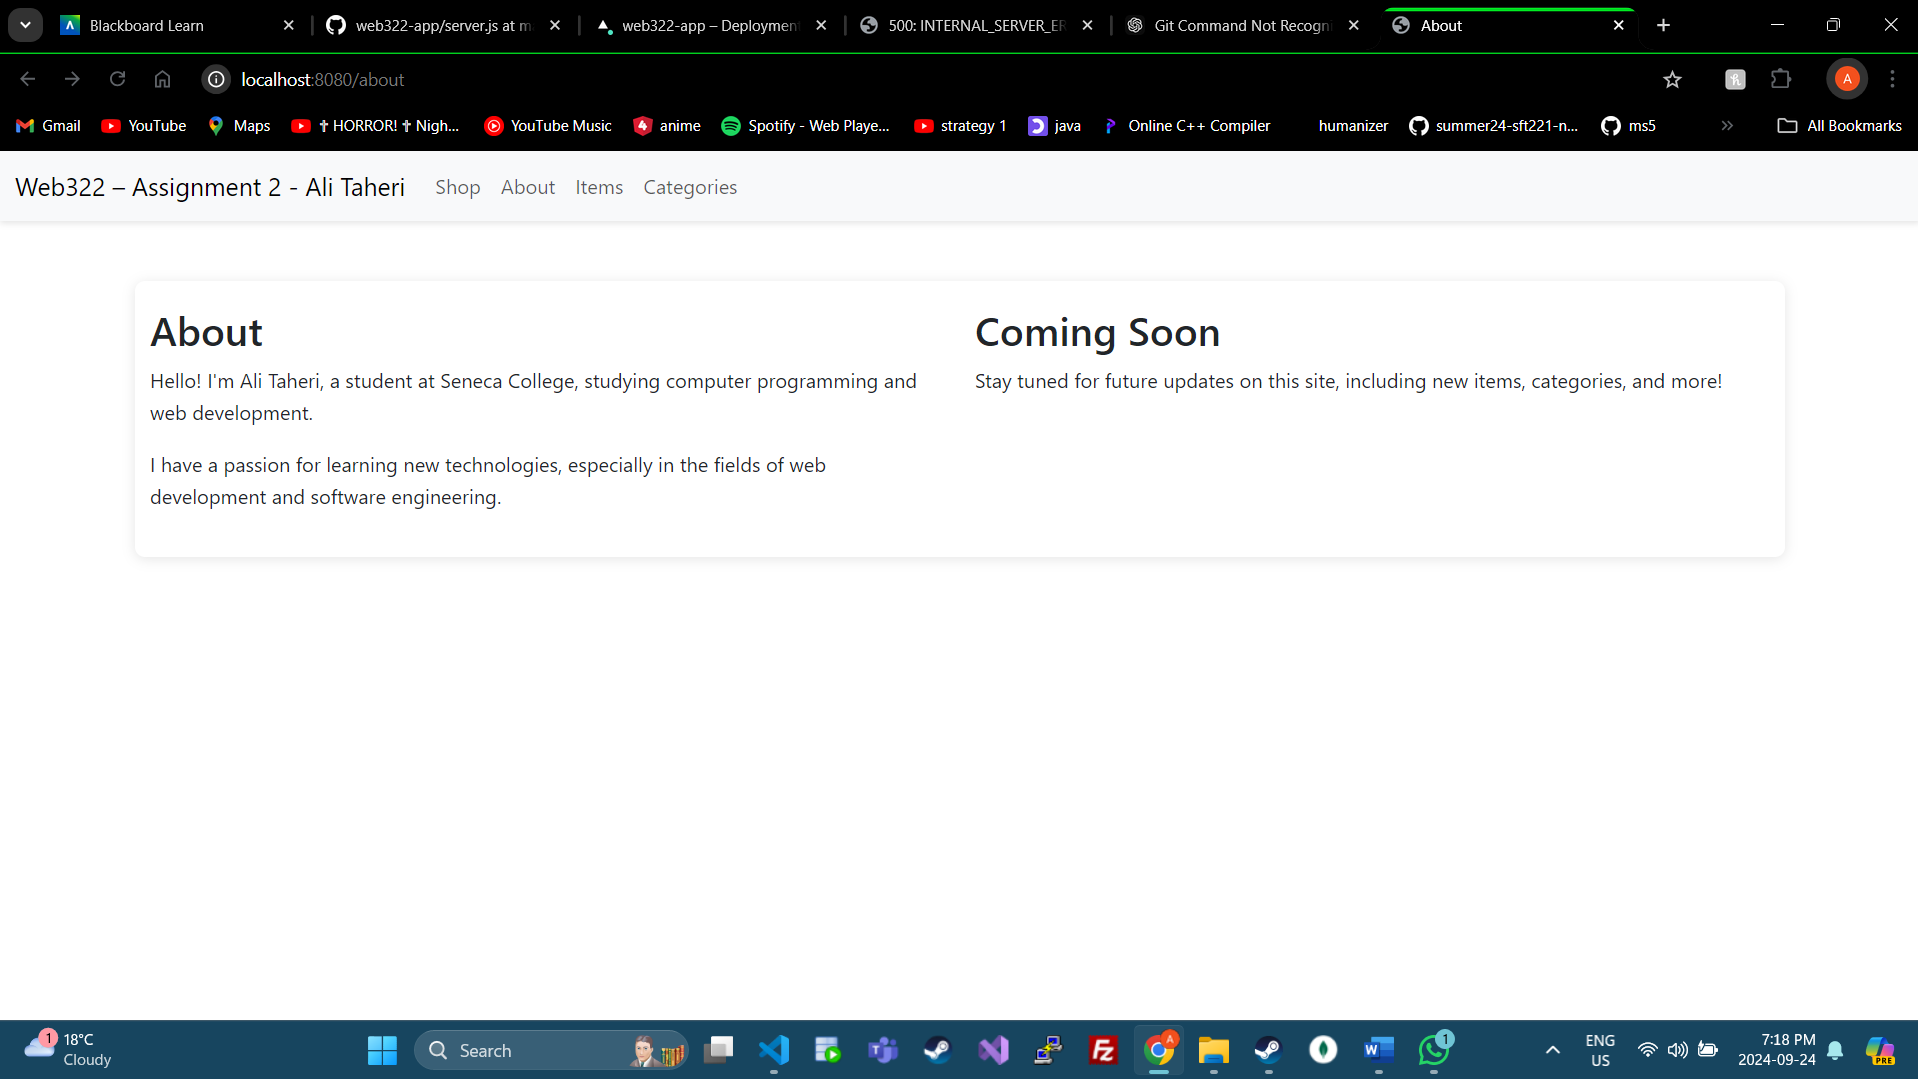 Blackboard Learn
web322-app/server.js at m
web322-app – Deployment
500: INTERNAL_SERVER_ER
Git Command Not Recogni
About
localhost:8080/about
A
Gmail
YouTube
Maps
✝ HORROR! ✝ Nigh...
YouTube Music
anime
Spotify - Web Playe...
strategy 1
java
Online C++ Compiler
humanizer
summer24-sft221-n...
ms5
All Bookmarks
Web322 – Assignment 2 - Ali Taheri
Shop
About
Items
Categories
About
Hello! I'm Ali Taheri, a student at Seneca College, studying computer programming and
web development.
I have a passion for learning new technologies, especially in the fields of web
development and software engineering.
Coming Soon
Stay tuned for future updates on this site, including new items, categories, and more!
1
18°C
Cloudy
Search
A
1
ENG
US
7:18 PM
2024-09-24
PRE